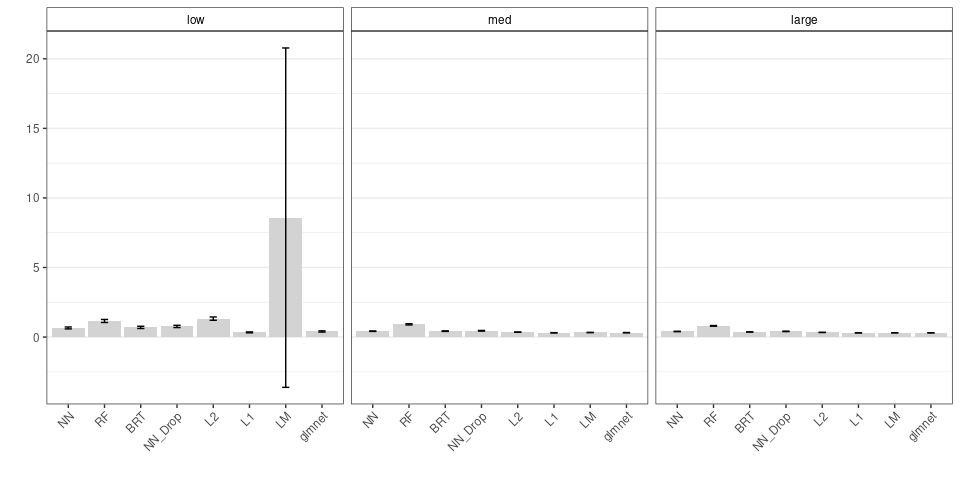 low med large
20
15
10
5
0
NN RF BRT NN_Drop L2 L1 LM glmnet NN RF BRT NN_Drop L2 L1 LM glmnet NN RF BRT NN_Drop L2 L1 LM glmnet